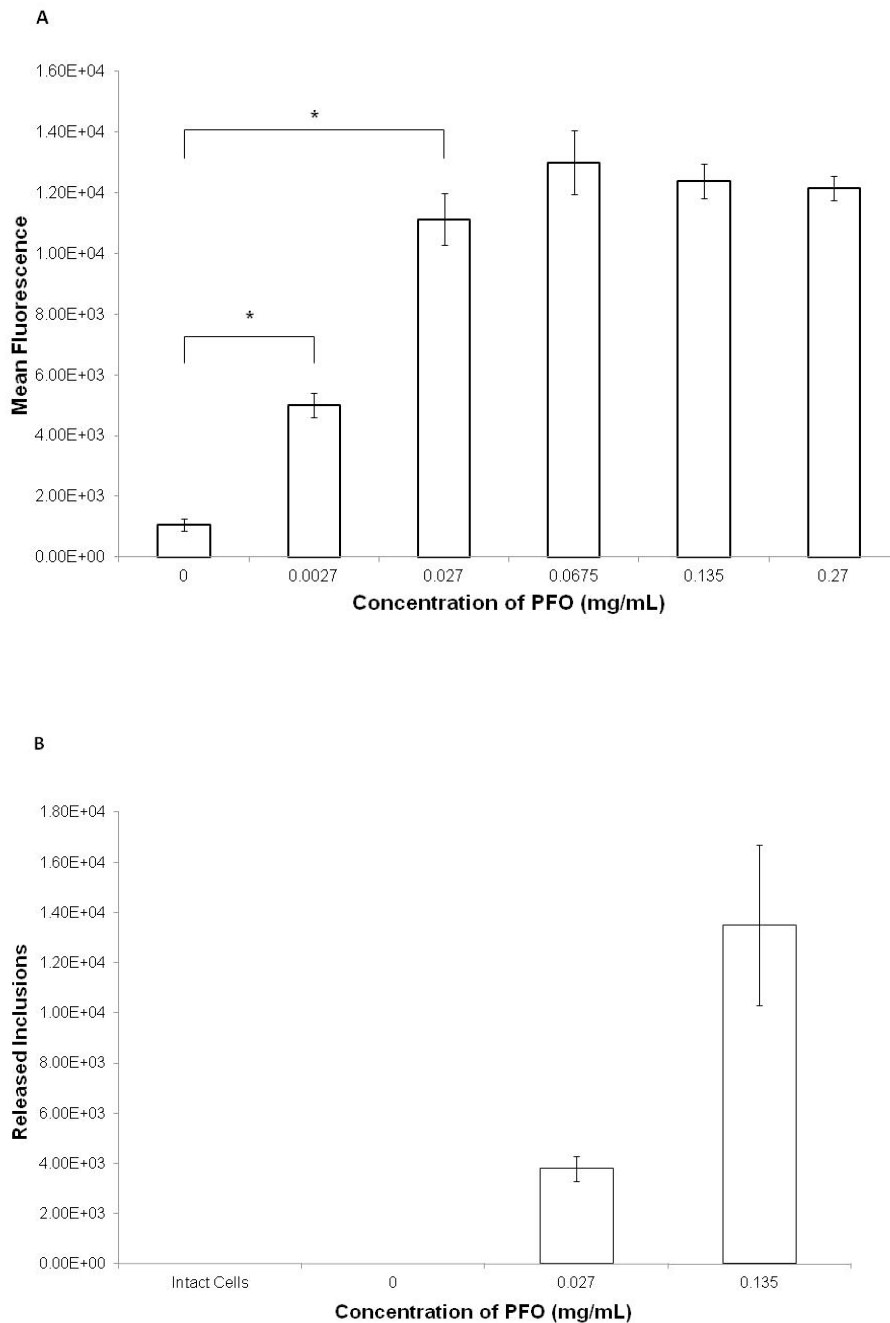 A
1.60E+04
*
1.40E+04
1.20E+04
1.00E+04
8.00E+03
*
6.00E+03
4.00E+03
2.00E+03
0.00E+00
Mean Fluorescence
0 0.0027 0.027 0.0675 0.135 0.27
Concentration of PFO (mg/mL)
B
1.80E+04
1.60E+04
1.40E+04
1.20E+04
1.00E+04
8.00E+03
6.00E+03
4.00E+03
2.00E+03
0.00E+00
Released Inclusions
Intact Cells 0 0.027 0.135
Concentration of PFO (mg/mL)